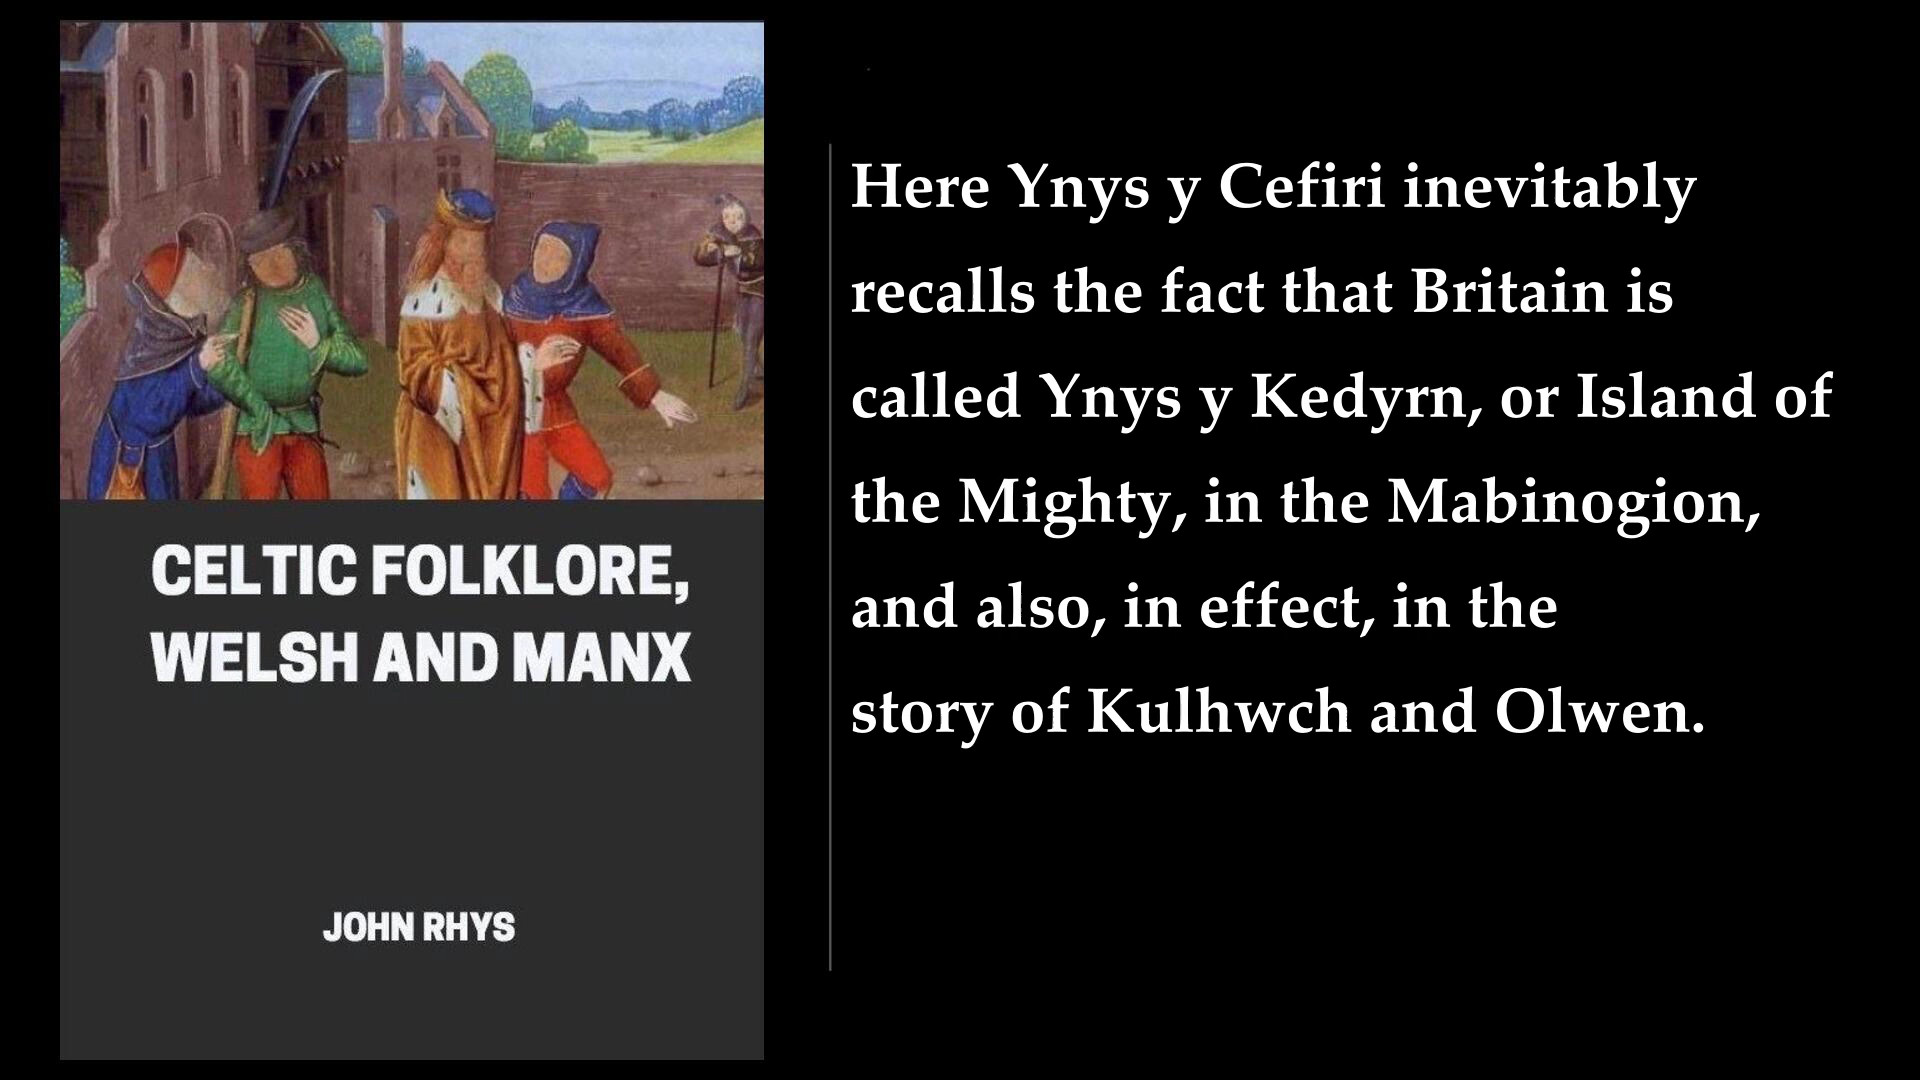 CELTIC FOLKLORE,
WELSH AND MANX
JOHN RHYS
Here Ynys y Cefiri inevitably
recalls the fact that Britain is
called Ynys y Kedyrn, or Island of
the Mighty, in the Mabinogion,
and also, in effect, in the
story of Kulhwch and Olwen.